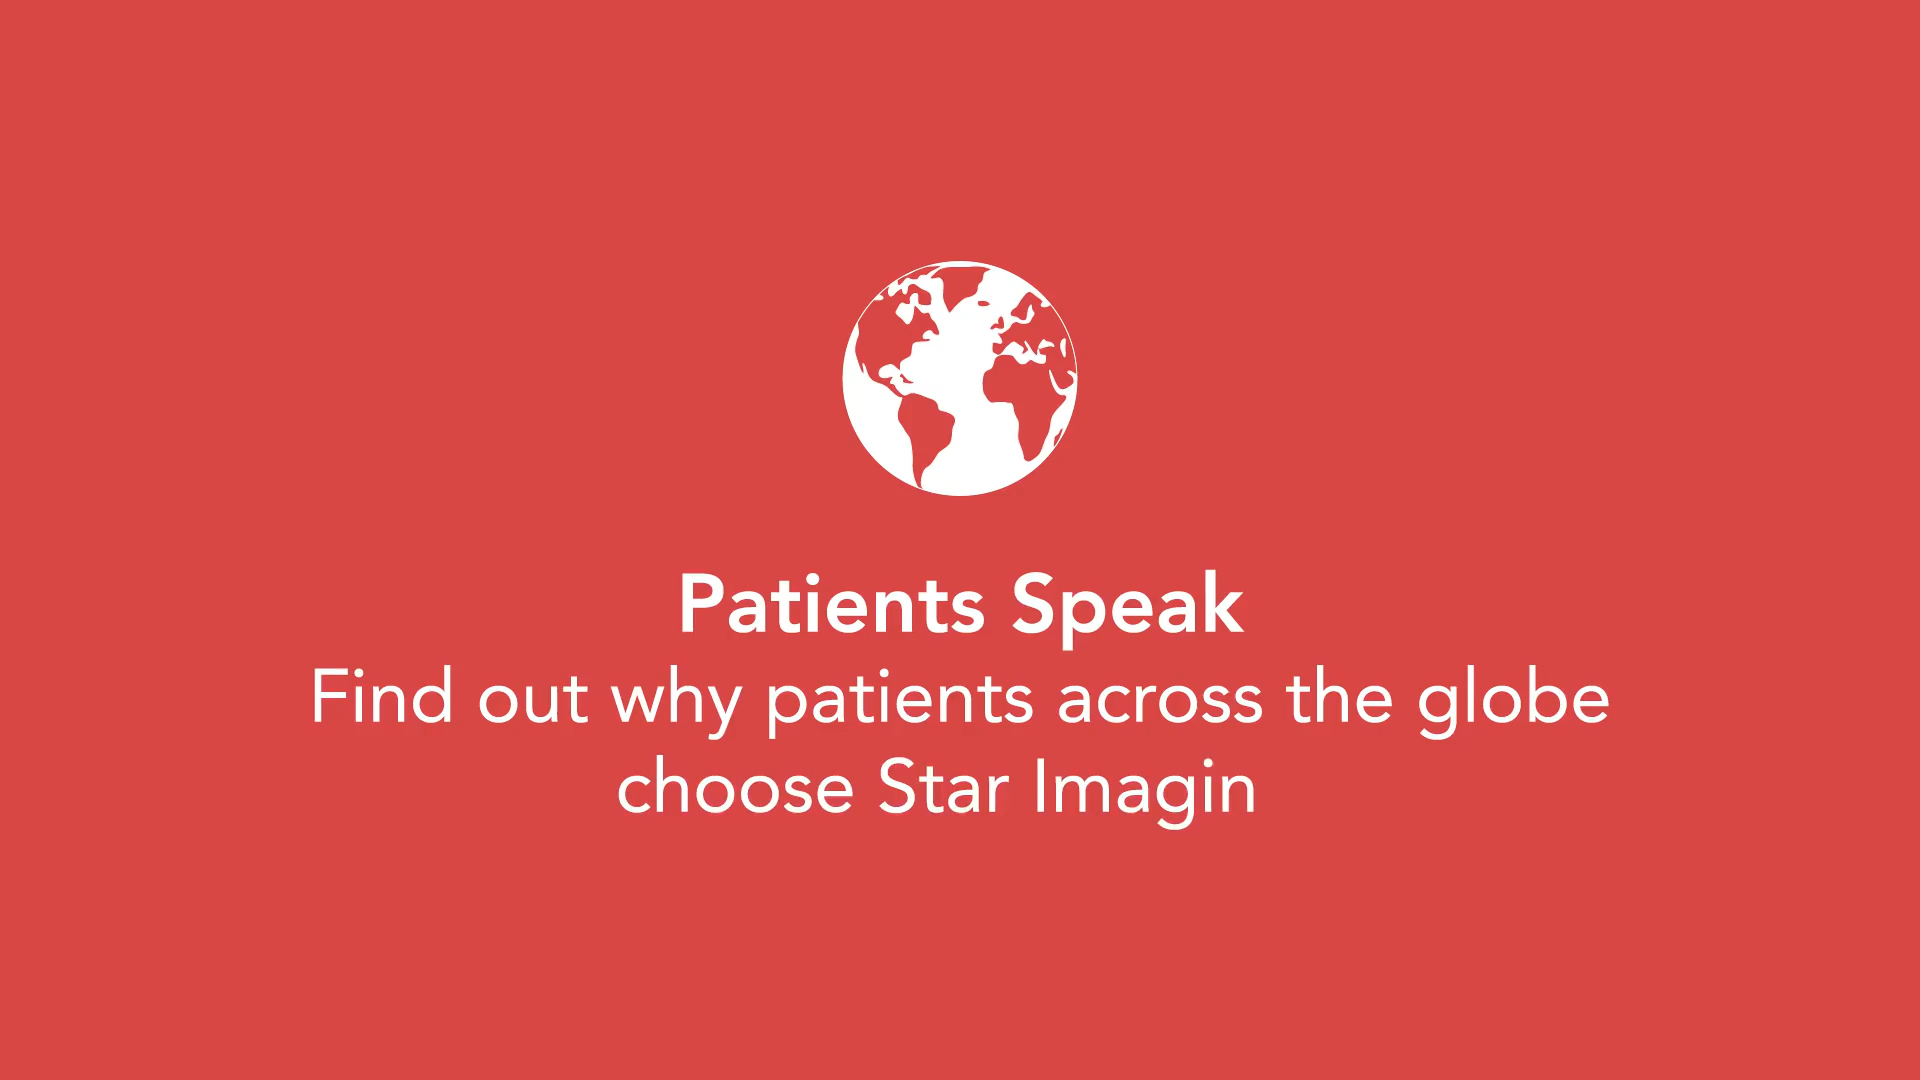 Patients Speak
Find out why patients across the globe
choose Star Imagin